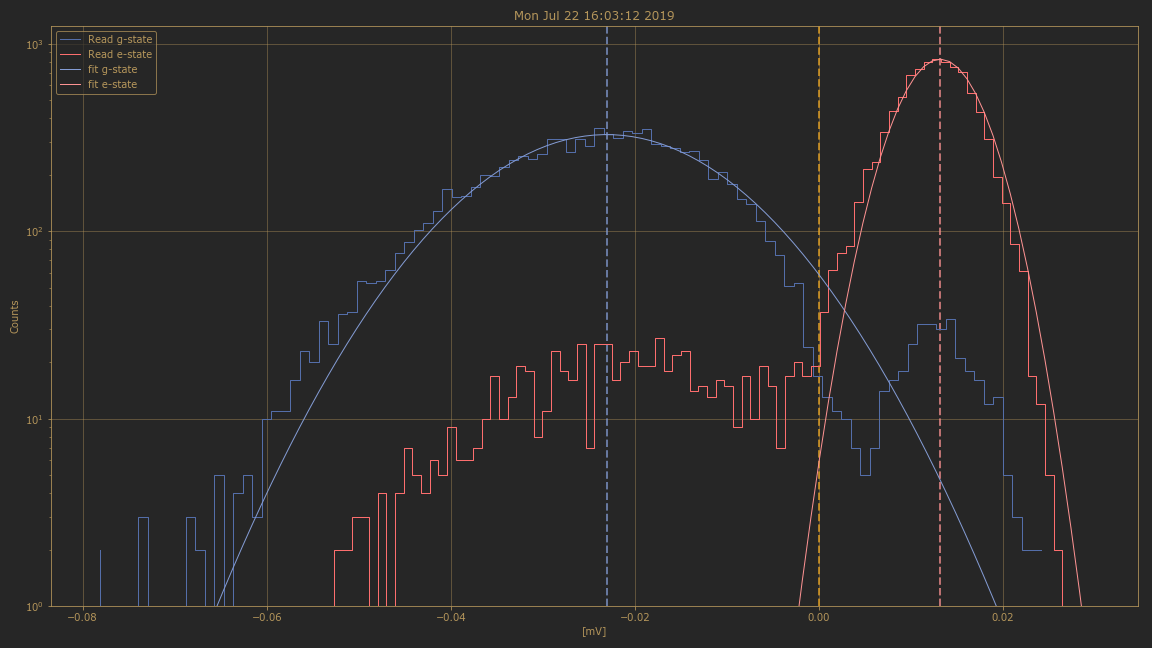 Mon Jul 22 16:03:12 2019
Read g-state
Read e-state
fit g-state
fit e-state
10³
10²
10¹
10⁰
Counts
−0.08 −0.06 −0.04 −0.02 0.00 0.02
[mV]